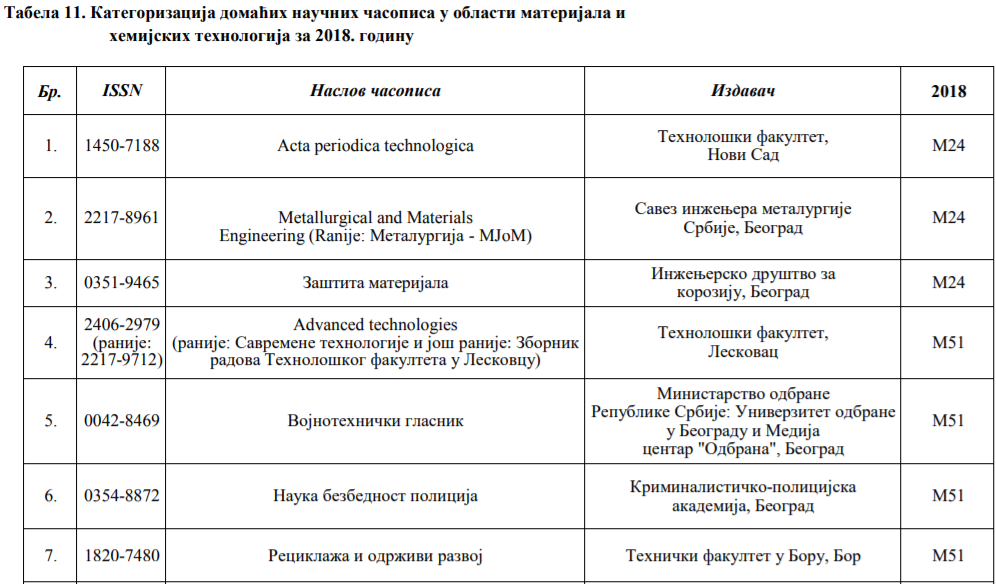 Табела 11. Категоризација домаћих научних часописа у области материјала и
хемијских технологија за 2018. годину
Бр. ISSN Наслов часописа Издавач 2018
1. 1450-7188 Acta periodica technologica Технолошки факултет,
Нови Сад M24
2. 2217-8961 Metallurgical and Materials
Engineering (Раније: Металургија - MJoM) Савез инжењера металургије
Србије, Београд M24
3. 0351-9465 Заштита материјала Инжењерско друштво за
корозију, Београд M24
4. 2406-2979
(раније:
2217-9712) Advanced technologies
(раније: Савремене технологије и још раније: Зборник
радова Технолошког факултета у Лесковцу) Технолошки факултет,
Лесковац M51
5. 0042-8469 Војнотехнички гласник Министарство одбране
Републике Србије: Универзитет одбране
у Београду и Медија
центар "Одбрана", Београд M51
6. 0354-8872 Наука безбедност полиција Криминалистичко-полицијска
академија, Београд M51
7. 1820-7480 Рециклажа и одрживи развој Технички факултет у Бору, Бор M51